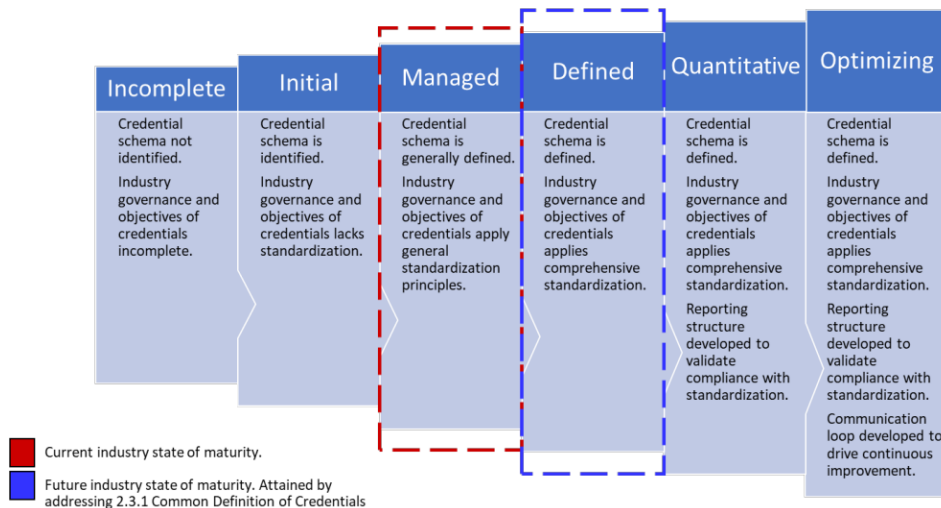 Incomplete
Credential
schema not
identified.
Industry
governance and
objectives of
credentials
incomplete.
Initial
Credential
schema is
identified.
Industry
governance and
objectives of
credentials lacks
standardization.
Managed
Credential
schema is
generally defined.
Industry
governance and
objectives of
credentials apply
general
standardization
principles.
Defined
Credential
schema is
defined.
Industry
governance and
objectives of
credentials
applies
comprehensive
standardization.
Quantitative
Credential
schema is
defined.
Industry
governance and
objectives of
credentials
applies
comprehensive
standardization.
Reporting
structure
developed to
validate
compliance with
standardization.
Optimizing
Credential
schema is
defined.
Industry
governance and
objectives of
credentials
applies
comprehensive
standardization.
Reporting
structure
developed to
validate
compliance with
standardization.
Communication
loop developed to
drive continuous
improvement.
Current industry state of maturity.
Future industry state of maturity. Attained by
addressing 2.3.1 Common Definition of Credentials